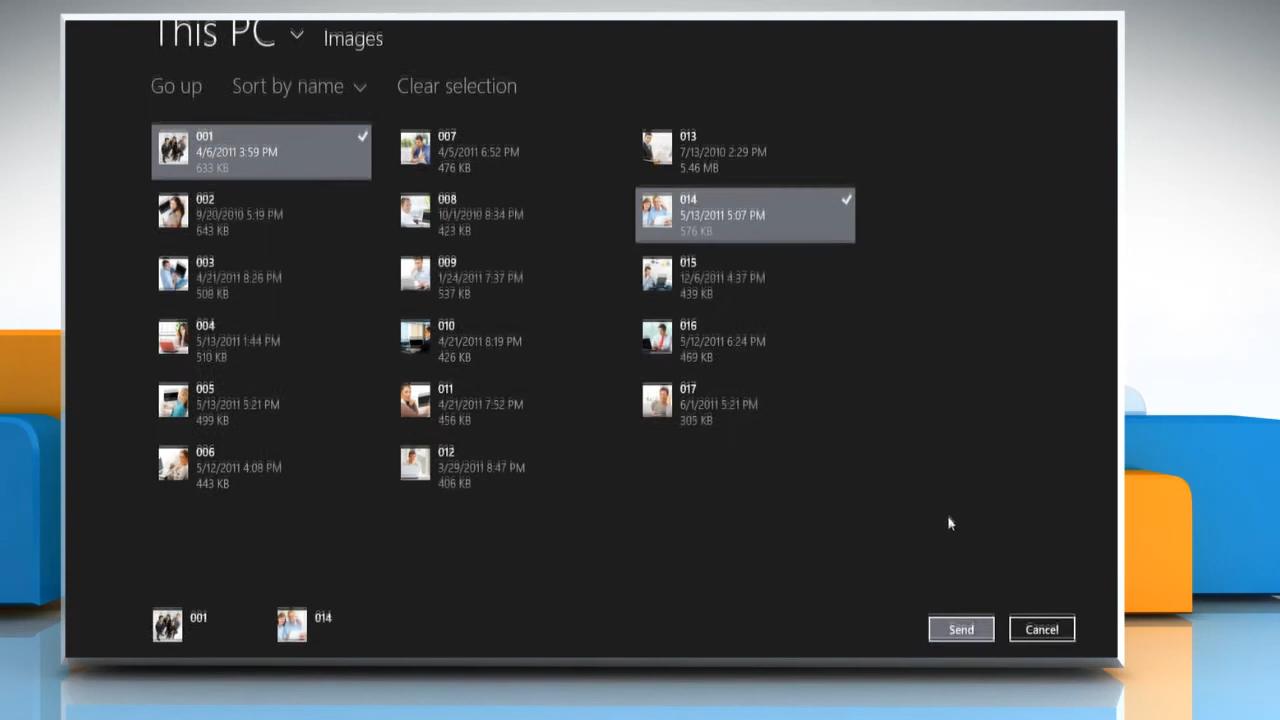 This PC Images
Go up Sort by name Clear selection
001
4/6/2011 3:59 PM
633 KB
002
9/20/2010 5:19 PM
643 KB
003
4/21/2011 8:26 PM
508 KB
004
5/13/2011 1:44 PM
510 KB
005
5/13/2011 5:21 PM
499 KB
006
5/12/2011 4:08 PM
443 KB
007
4/5/2011 6:52 PM
476 KB
008
10/1/2010 8:34 PM
423 KB
009
1/24/2011 7:37 PM
537 KB
010
4/21/2011 8:19 PM
426 KB
011
4/21/2011 7:52 PM
456 KB
012
3/29/2011 8:47 PM
406 KB
013
7/13/2010 2:29 PM
5.46 MB
014
5/13/2011 5:07 PM
576 KB
015
12/6/2011 4:37 PM
439 KB
016
5/12/2011 6:24 PM
469 KB
017
6/1/2011 5:21 PM
305 KB
001 014
Send Cancel